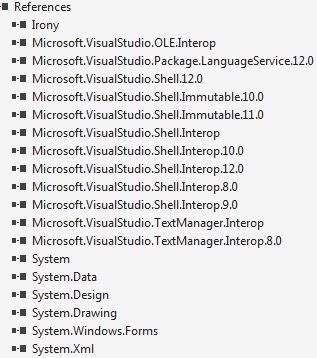 References
Irony
Microsoft.VisualStudio.OLE.Interop
Microsoft.VisualStudio.Package.LanguageService.12.0
Microsoft.VisualStudio.Shell.12.0
Microsoft.VisualStudio.Shell.Immutable.10.0
Microsoft.VisualStudio.Shell.Immutable.11.0
Microsoft.VisualStudio.Shell.Interop
Microsoft.VisualStudio.Shell.Interop.10.0
Microsoft.VisualStudio.Shell.Interop.12.0
Microsoft.VisualStudio.Shell.Interop.8.0
Microsoft.VisualStudio.Shell.Interop.9.0
Microsoft.VisualStudio.TextManager.Interop
Microsoft.VisualStudio.TextManager.Interop.8.0
System
System.Data
System.Design
System.Drawing
System.Windows.Forms
System.Xml